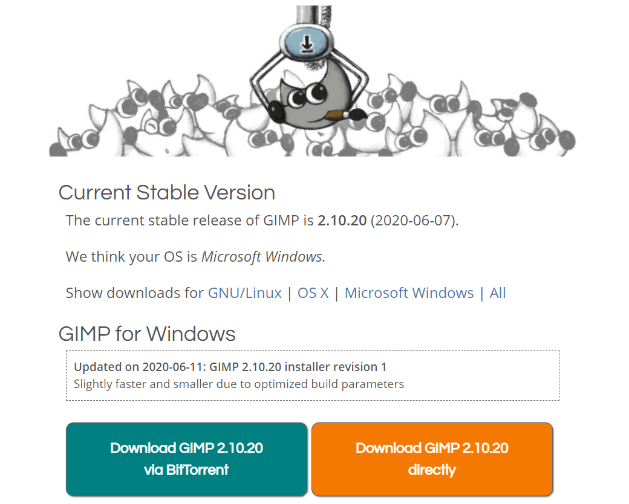 Current Stable Version
The current stable release of GIMP is 2.10.20 (2020-06-07).
We think your OS is Microsoft Windows.
Show downloads for GNU/Linux | OS X | Microsoft Windows | All
GIMP for Windows
Updated on 2020-06-11: GIMP 2.10.20 installer revision 1
Slightly faster and smaller due to optimized build parameters
Download GIMP 2.10.20
via BitTorrent
Download GIMP 2.10.20
directly